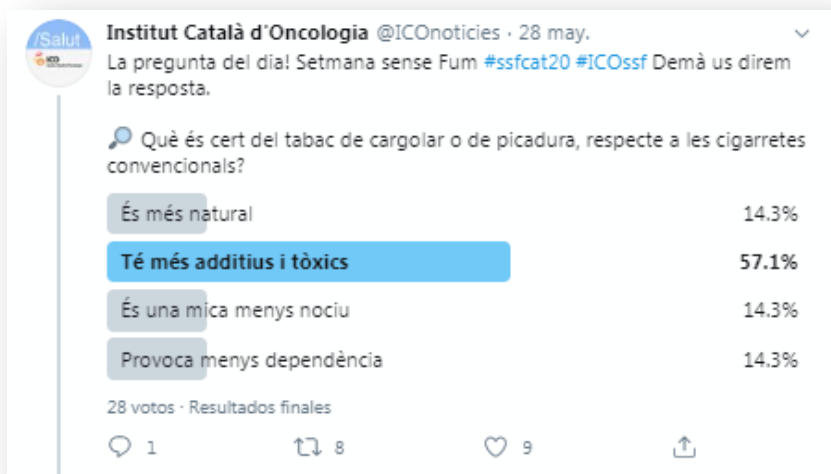 /Salut
ICO
Institut Català d'Oncologia @ICOnoticies · 28 may.
La pregunta del dia! Setmana sense Fum #ssfcat20 #ICOssf Demà us direm
la resposta.
🔎 Què és cert del tabac de cargolar o de picadura, respecte a les cigarretes
convencionals?
És més natural 14.3%
Té més additius i tòxics 57.1%
És una mica menys nociu 14.3%
Provoca menys dependència 14.3%
28 votos · Resultados finales
1 8 9